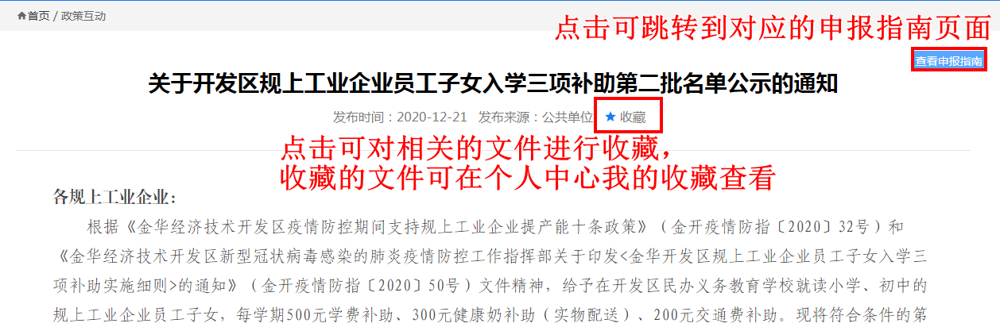 首页 / 政策互动
点击可跳转到对应的申报指南页面
查看申报指南
关于开发区规上工业企业员工子女入学三项补助第二批名单公示的通知
发布时间：2020-12-21 发布来源：公共单位 ★ 收藏
点击可对相关的文件进行收藏，
收藏的文件可在个人中心我的收藏查看
各规上工业企业：
根据《金华经济技术开发区疫情防控期间支持规上工业企业提产能十条政策》（金开疫情防指〔2020〕32号）和
《金华经济技术开发区新型冠状病毒感染的肺炎疫情防控工作指挥部关于印发<金华开发区规上工业企业员工子女入学三
项补助实施细则>的通知》（金开疫情防指〔2020〕50号）文件精神，给予在开发区民办义务教育学校就读小学、初中的
规上工业企业员工子女，每学期500元学费补助、300元健康奶补助（实物配送）、200元交通费补助。现将符合条件的第